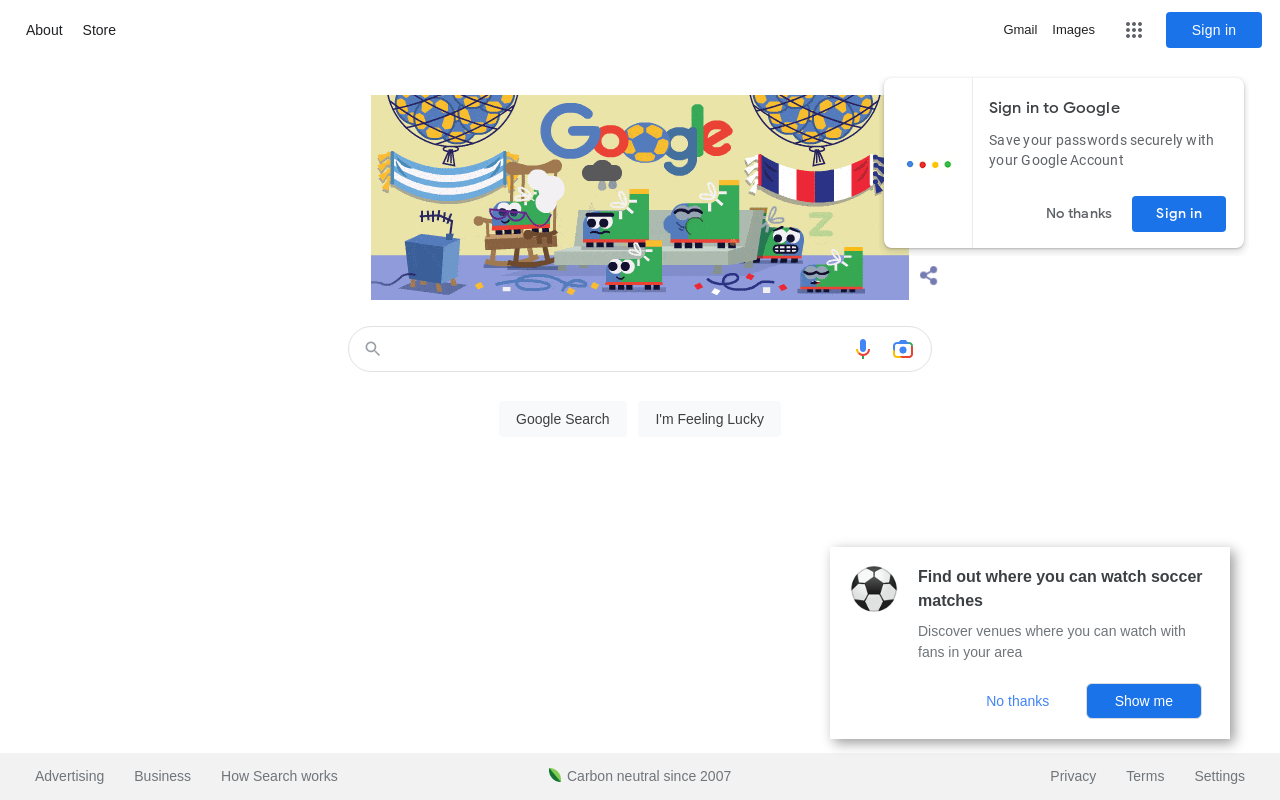 About Store
Gmail Images
Sign in
Google
Sign in to Google
Save your passwords securely with
your Google Account
No thanks
Sign in
Z
Google Search
I'm Feeling Lucky
Find out where you can watch soccer
matches
Discover venues where you can watch with
fans in your area
No thanks
Show me
Advertising Business How Search works
Carbon neutral since 2007
Privacy Terms Settings